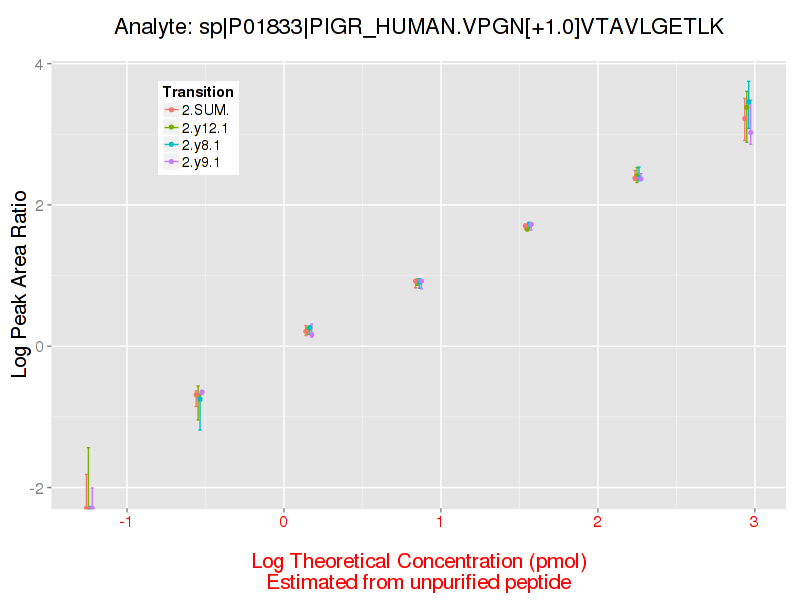 Analyte: sp|P01833|PIGR_HUMAN.VPGN[+1.0]VTAVLGETLK
Log Peak Area Ratio
4
2
0
-2
Transition
2.SUM.
2.y12.1
2.y8.1
2.y9.1
-1 0 1 2 3
Log Theoretical Concentration (pmol)
Estimated from unpurified peptide